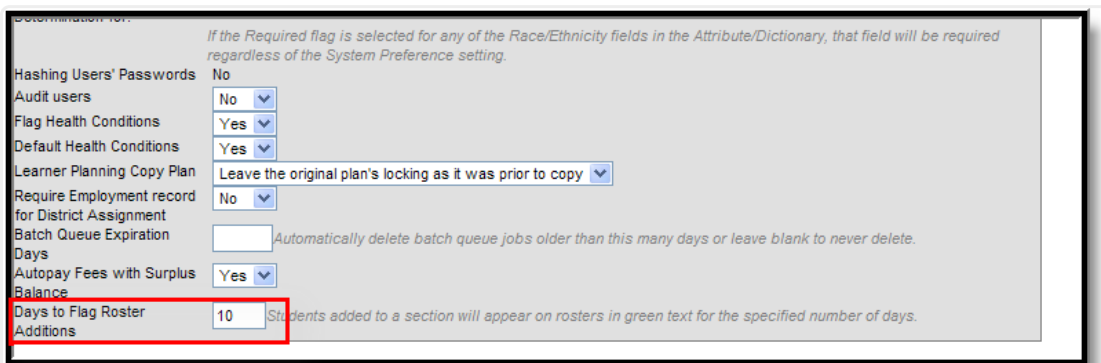 Determination for:
If the Required flag is selected for any of the Race/Ethnicity fields in the Attribute/Dictionary, that field will be required
regardless of the System Preference setting.
Hashing Users' Passwords No
Audit users No
Flag Health Conditions Yes
Default Health Conditions Yes
Learner Planning Copy Plan Leave the original plan's locking as it was prior to copy
Require Employment record No
for District Assignment
Batch Queue Expiration Automatically delete batch queue jobs older than this many days or leave blank to never delete.
Days
Autopay Fees with Surplus Yes
Balance
Days to Flag Roster 10 Students added to a section will appear on rosters in green text for the specified number of days.
Additions